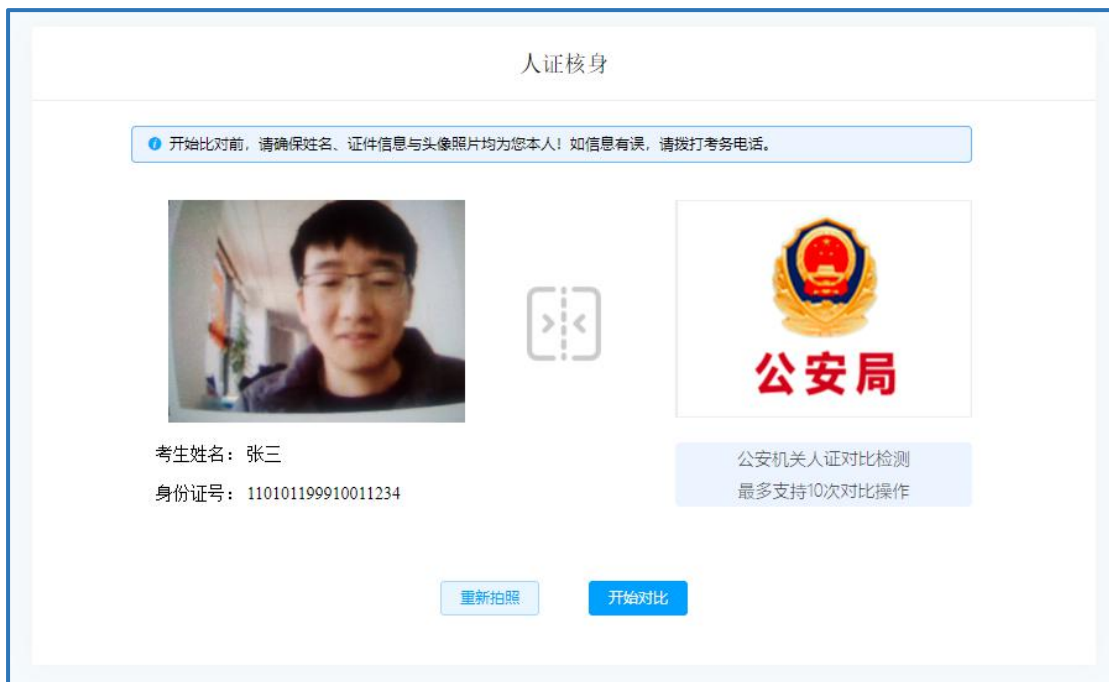 人证核身
开始比对前，请确保姓名、证件信息与头像照片均为您本人！如信息有误，请拨打考务电话。
公安局
考生姓名：张三
身份证号：110101199910011234
公安机关人证对比检测
最多支持10次对比操作
重新拍照
开始对比